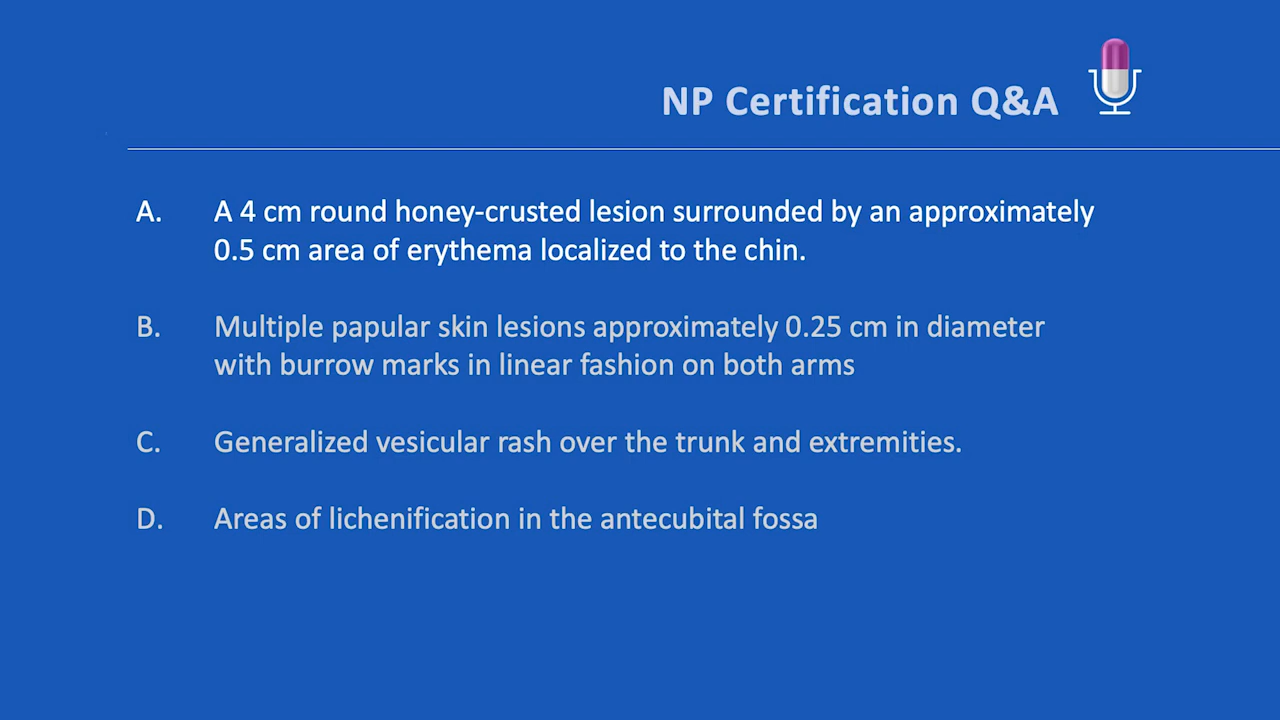 NP Certification Q&A
A. A 4 cm round honey-crusted lesion surrounded by an approximately
0.5 cm area of erythema localized to the chin.
B. Multiple papular skin lesions approximately 0.25 cm in diameter
with burrow marks in linear fashion on both arms
C. Generalized vesicular rash over the trunk and extremities.
D. Areas of lichenification in the antecubital fossa